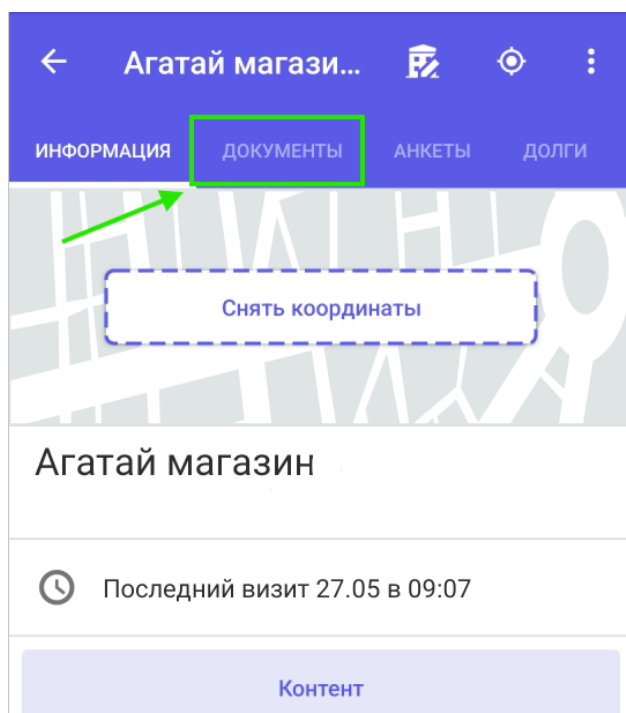 Агатай магази...
ИНФОРМАЦИЯ ДОКУМЕНТЫ АНКЕТЫ ДОЛГИ
Снять координаты
Агатай магазин
Последний визит 27.05 в 09:07
Контент